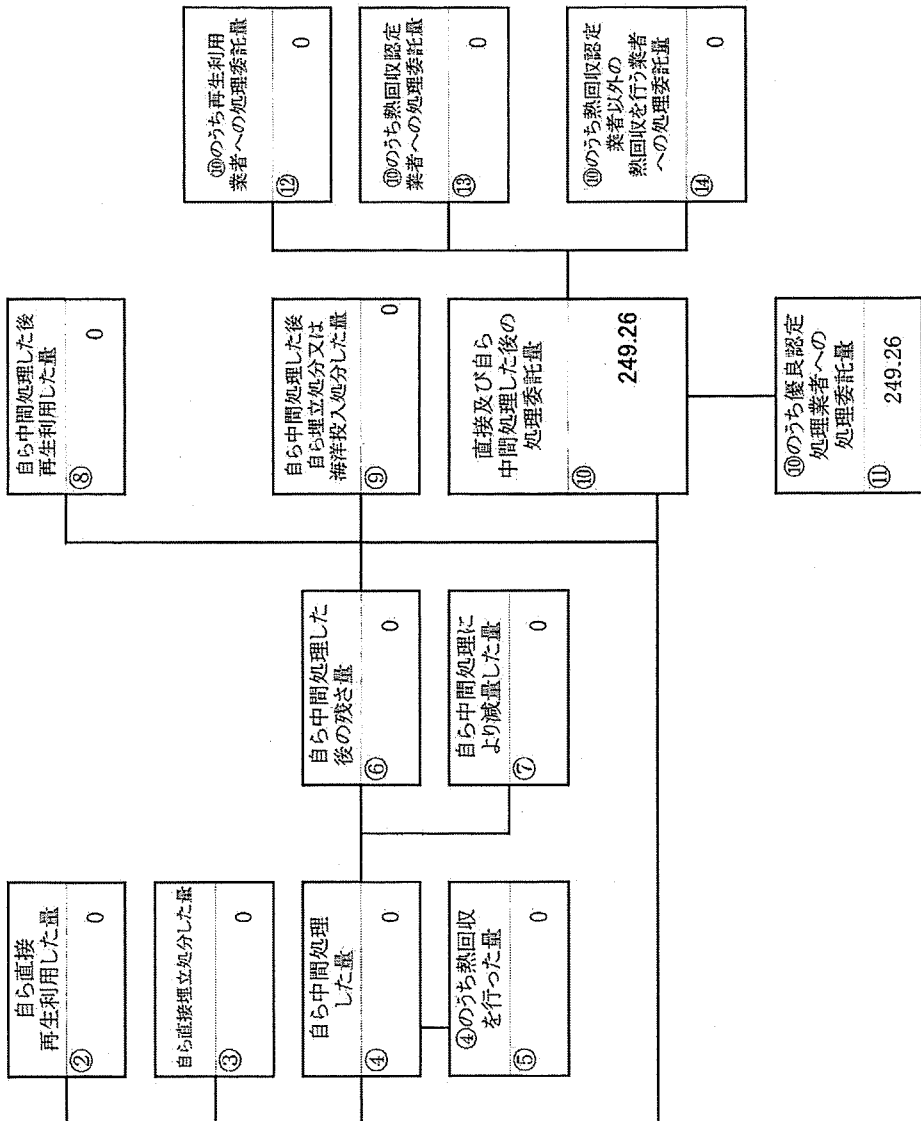 自ら直接
再生利用した量
②
0
自ら直接埋立処分した量
③
0
自ら中間処理
した量
④
0
④のうち熱回収
を行った量
⑤
0
自ら中間処理した
後の残さ量
⑥
0
自ら中間処理に
より減量した量
⑦
0
自ら中間処理した後
再生利用した量
⑧
0
自ら中間処理した後
自ら埋立処分又は
海洋投入処分した量
⑨
0
直接及び自ら
中間処理した後の
処理委託量
⑩
249.26
⑩のうち優良認定
処理業者への
処理委託量
⑪
249.26
⑩のうち再生利用
業者への処理委託量
⑫
0
⑩のうち熱回収認定
業者への処理委託量
⑬
0
⑩のうち熱回収認定
業者以外の
熱回収を行う業者
への処理委託量
⑭
0